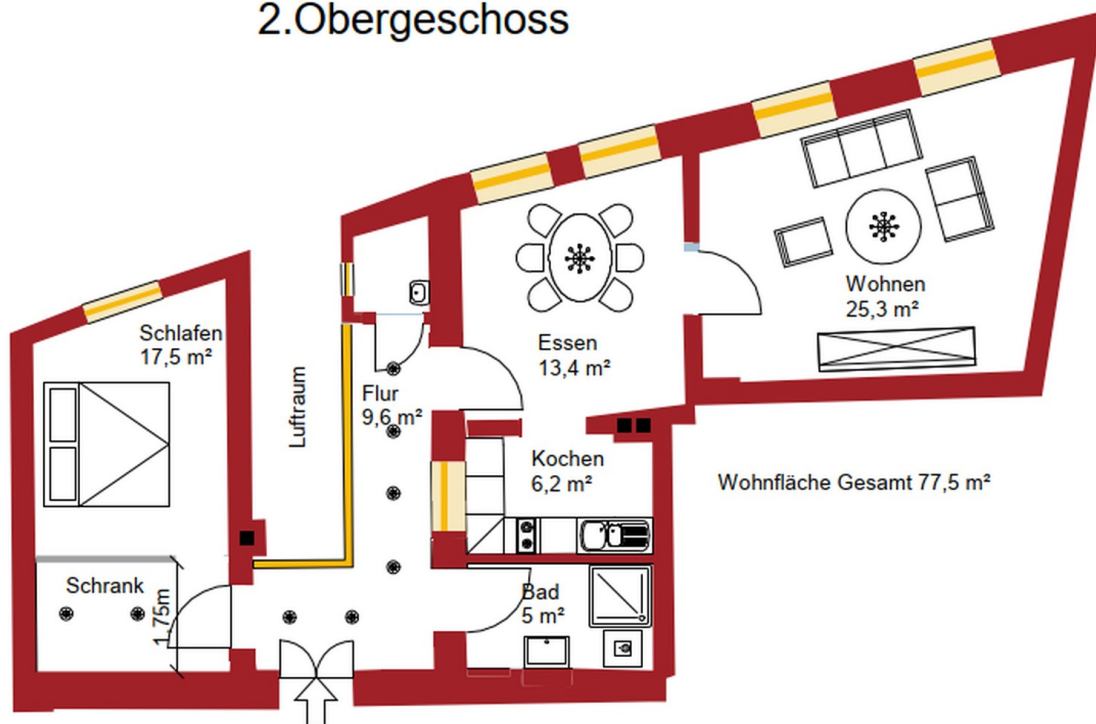 2.Obergeschoss
Wohnen
25,3 m²
Schlafen
17,5 m²
Essen
13,4 m²
Luftraum
Flur
9,6 m²
Kochen
6,2 m²
Wohnfläche Gesamt 77,5 m²
Schrank
1,75m
Bad
5 m²